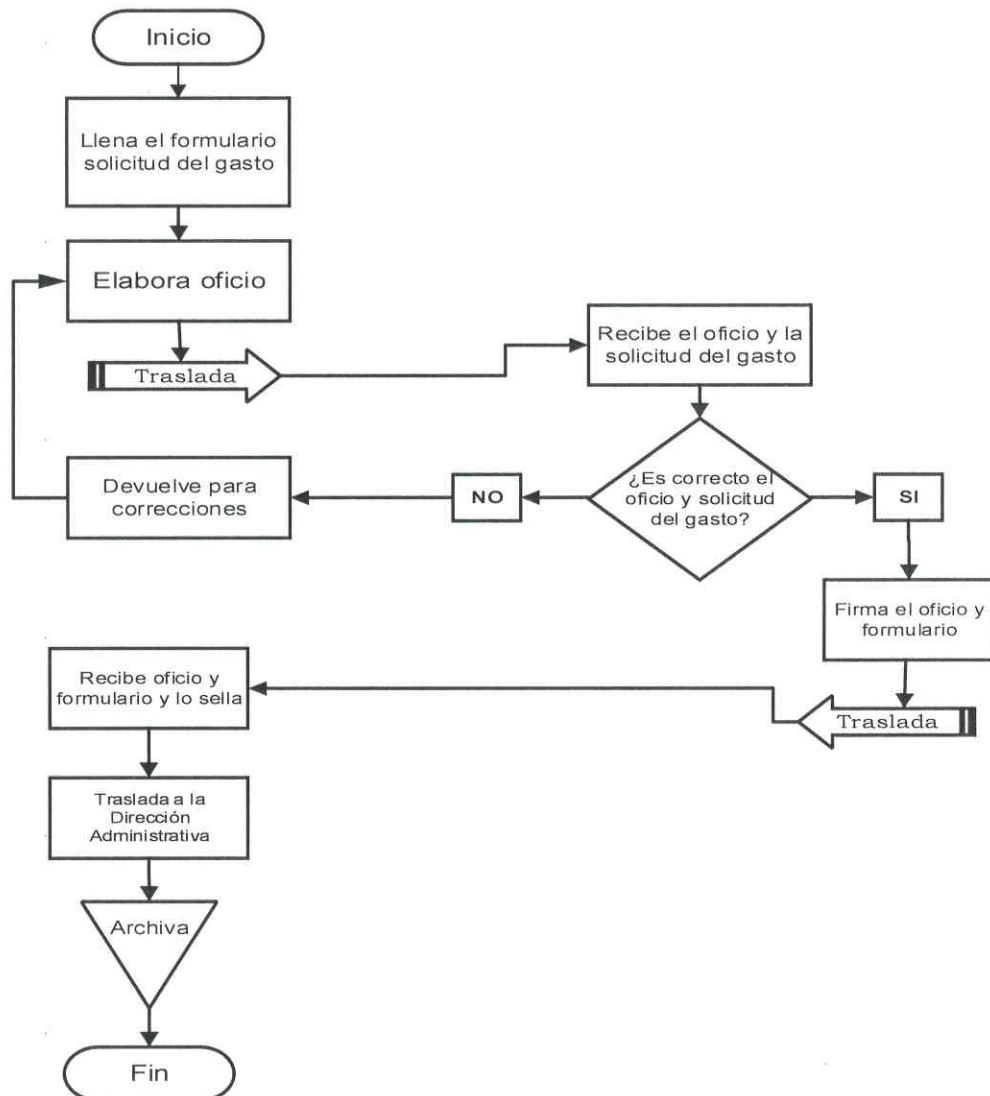 Inicio
Llena el formulario
solicitud del gasto
Elabora oficio
Traslada
Recibe el oficio y la
solicitud del gasto
¿Es correcto el
oficio y solicitud
del gasto?
NO
Devuelve para
correcciones
SI
Firma el oficio y
formulario
Traslada
Recibe oficio y
formulario y lo sella
Traslada a la
Dirección
Administrativa
Archiva
Fin